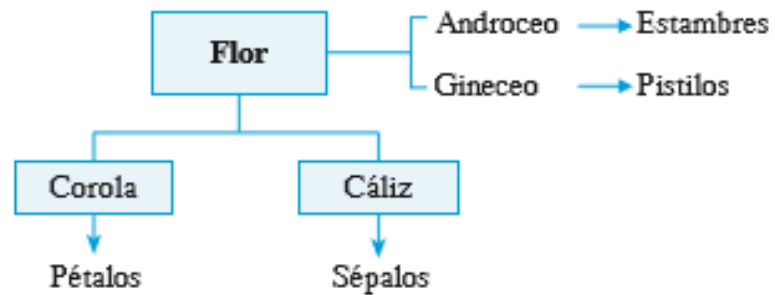 Flor
Androceo
Estambres
Gineceo
Pistilos
Corola
Cáliz
Pétalos
Sépalos